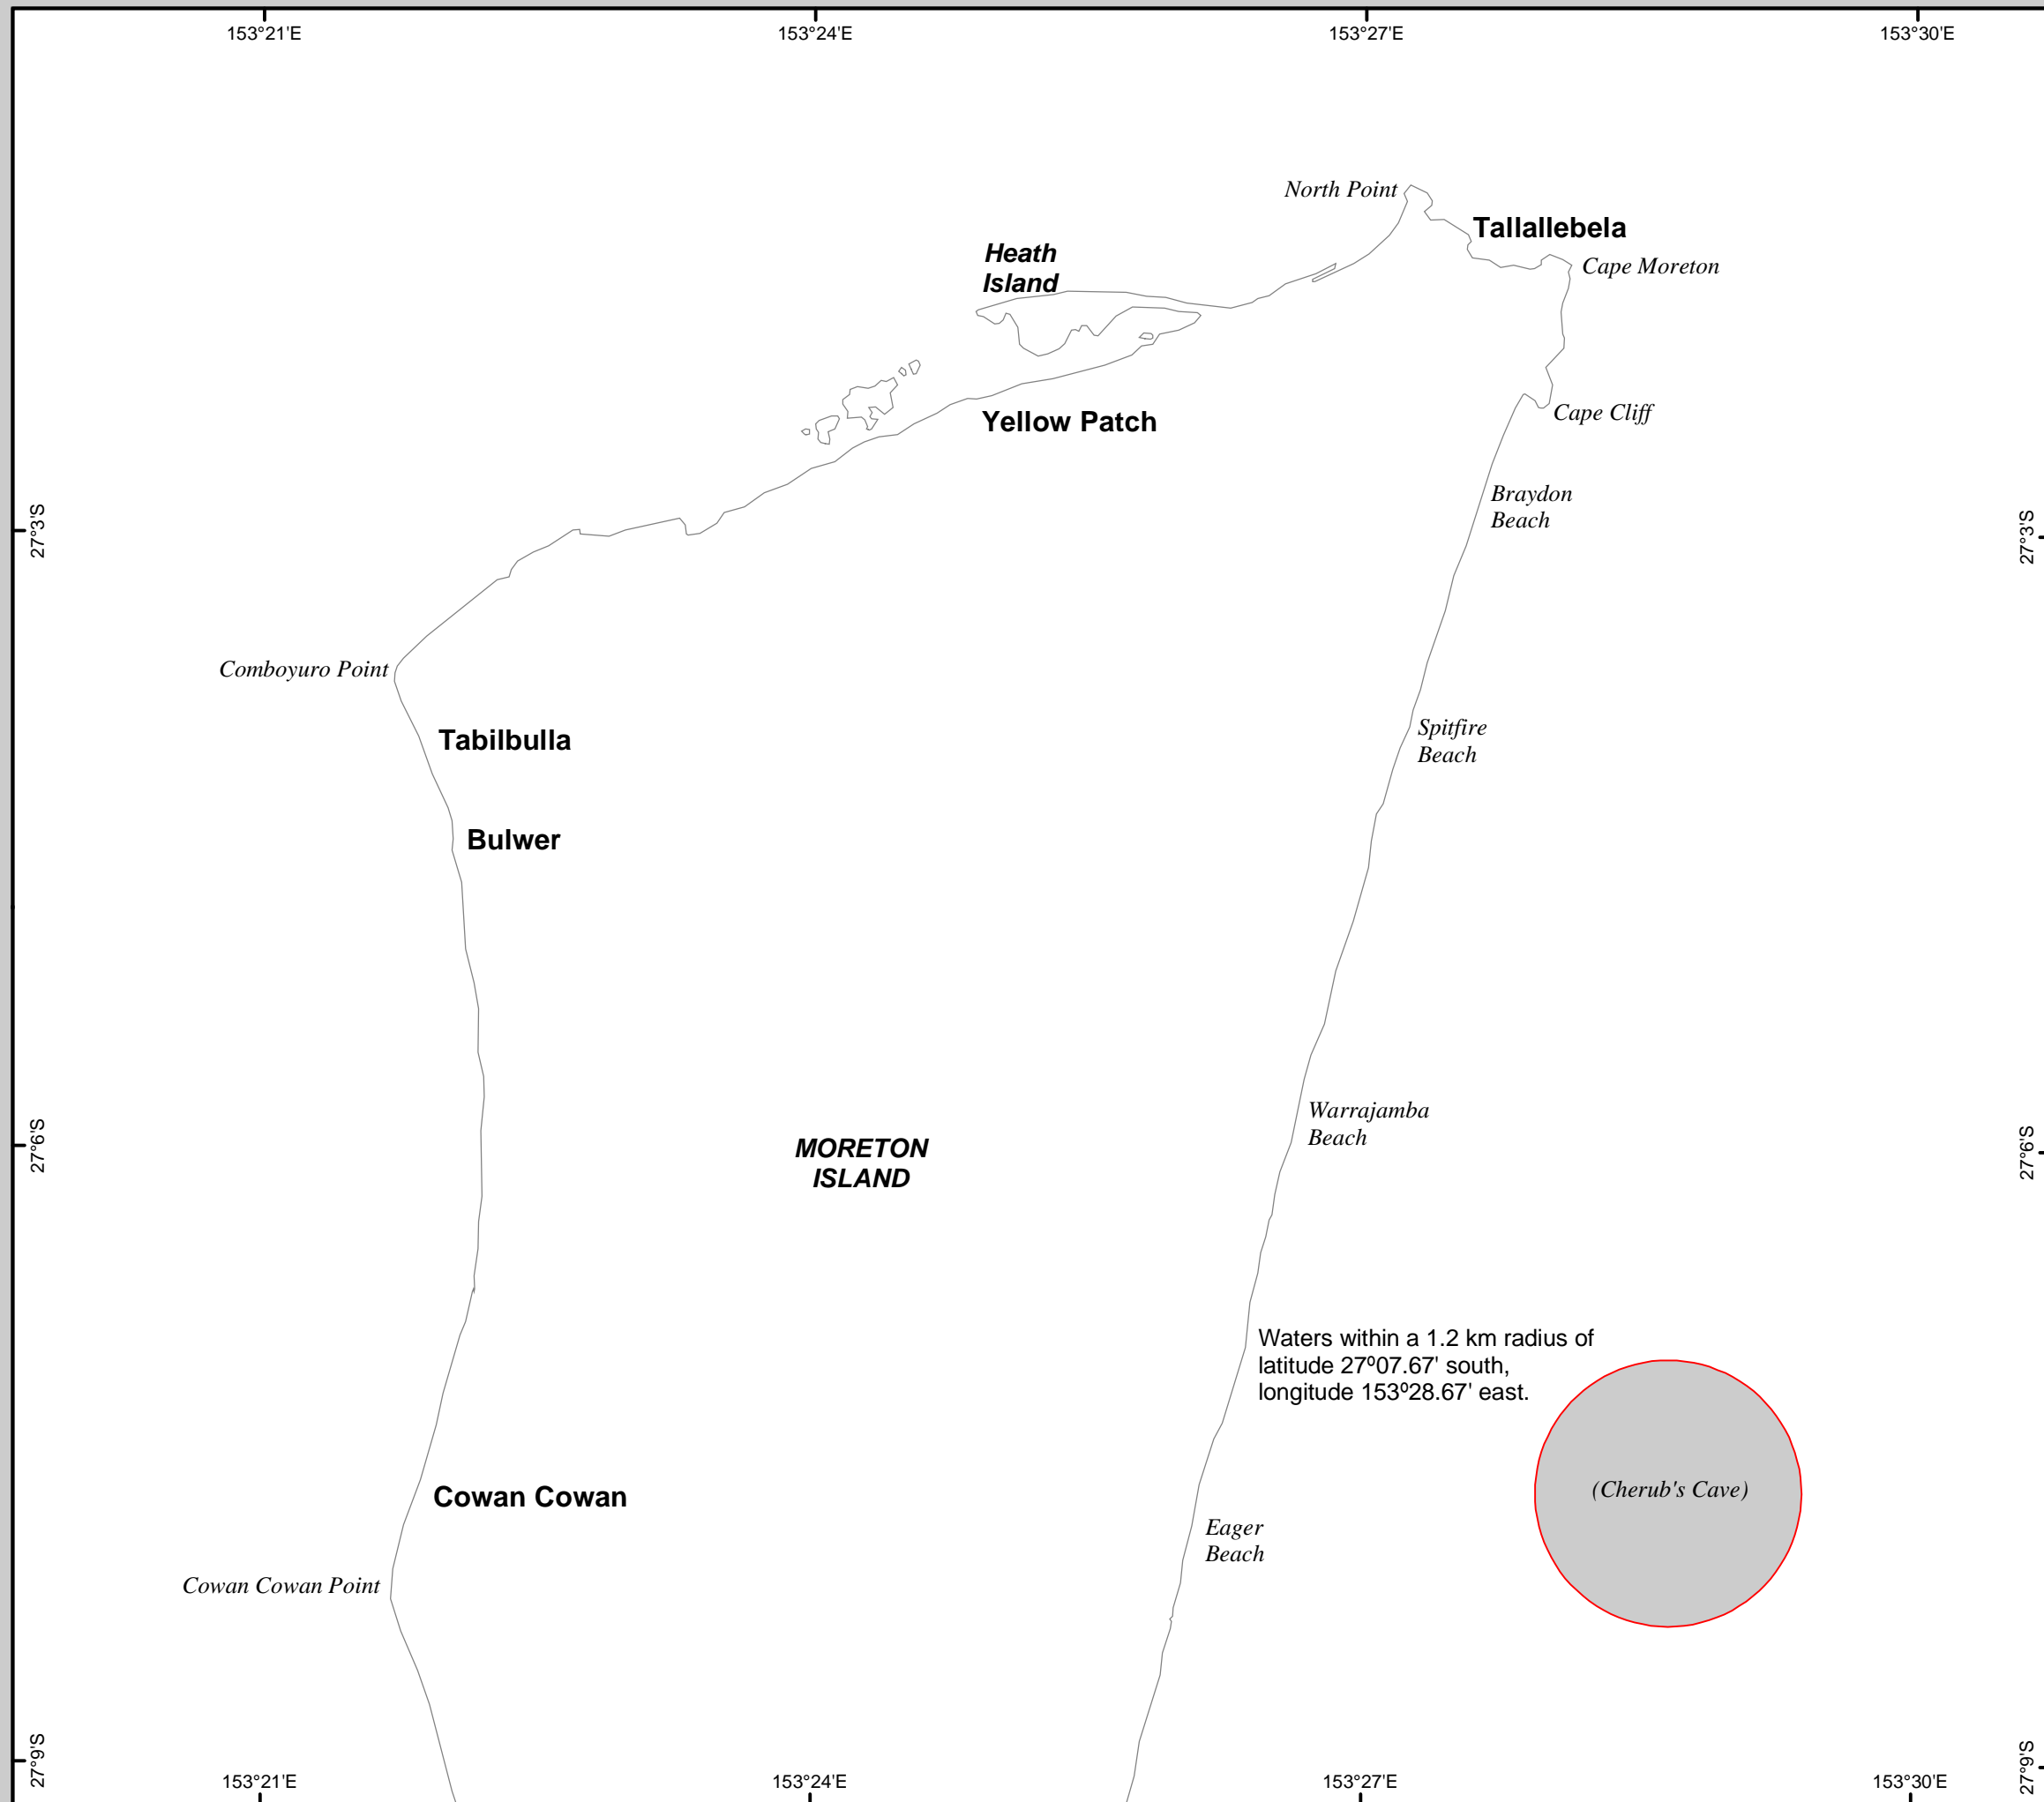 153°21'E
153°24'E
153°27'E
153°30'E
North Point
Tallallebela
Heath
Island
Cape Moreton
Cape Cliff
Yellow Patch
Braydon
Beach
27°3'S
27°3'S
Comboyuro Point
Tabilbulla
Spitfire
Beach
Bulwer
Warrajamba
Beach
27°6'S
MORETON
ISLAND
27°6'S
Waters within a 1.2 km radius of
latitude 27º07.67' south,
longitude 153º28.67' east.
(Cherub's Cave)
Cowan Cowan
Eager
Beach
Cowan Cowan Point
27°9'S
27°9'S
153°21'E
153°24'E
153°27'E
153°30'E